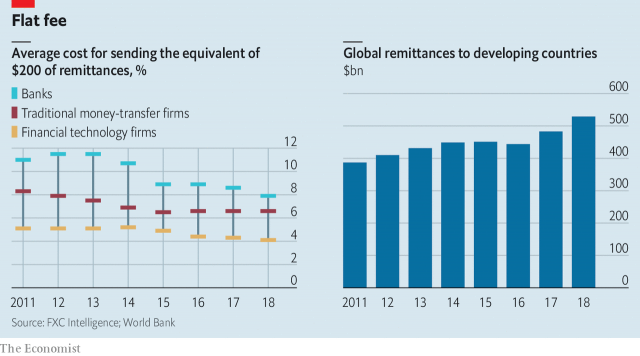 Flat fee
Average cost for sending the equivalent of
$200 of remittances, %
Banks
Traditional money-transfer firms
Financial technology firms
12
10
8
6
4
2
0
2011 12 13 14 15 16 17 18
Global remittances to developing countries
$bn
600
500
400
300
200
100
0
2011 12 13 14 15 16 17 18
Source: FXC Intelligence; World Bank
The Economist